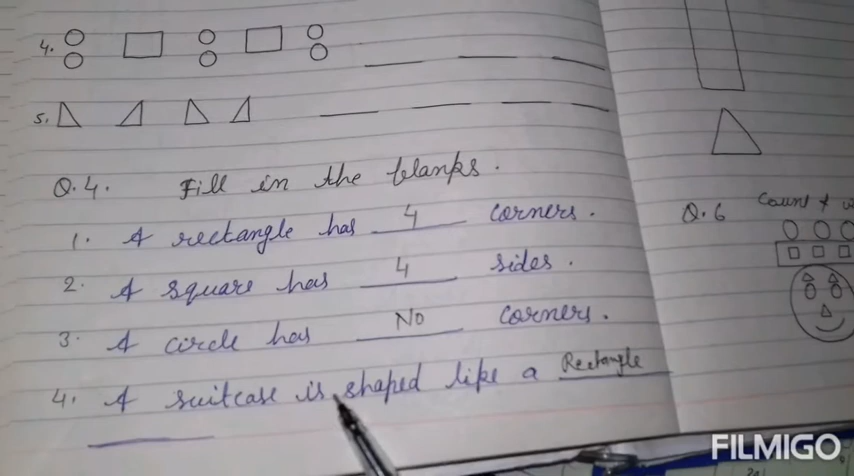 4.
5.
Q.4. Fill in the blanks.
1. A rectangle has 4 corners.
2. A square has 4 sides.
3. A circle has No corners.
4. A suitcase is shaped like a Rectangle
Q.6 Count &
FILMIGO